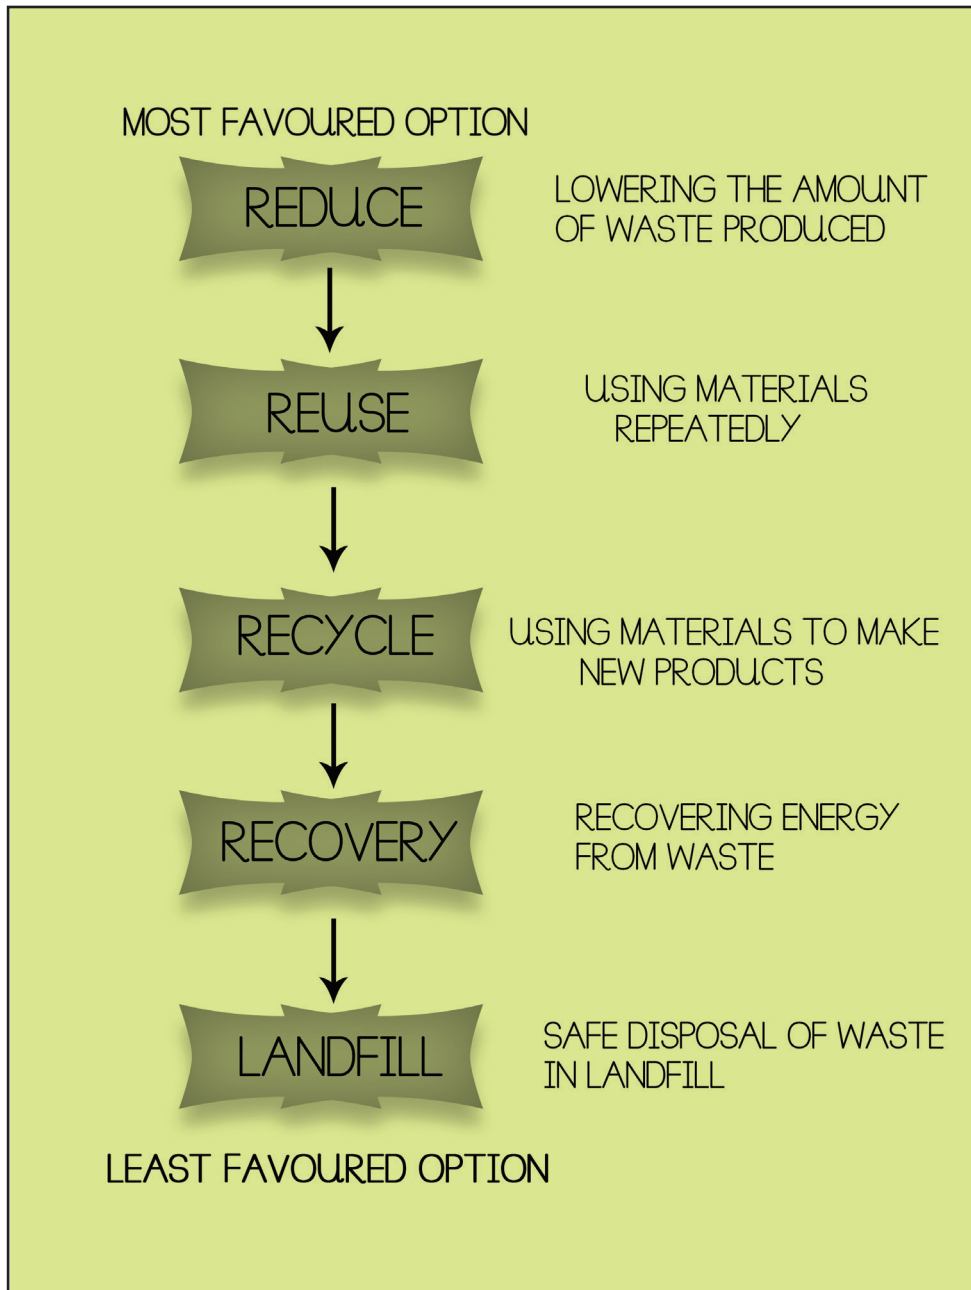 MOST FAVOURED OPTION
REDUCE
LOWERING THE AMOUNT
OF WASTE PRODUCED
REUSE
USING MATERIALS
REPEATEDLY
RECYCLE
USING MATERIALS TO MAKE
NEW PRODUCTS
RECOVERY
RECOVERING ENERGY
FROM WASTE
LANDFILL
SAFE DISPOSAL OF WASTE
IN LANDFILL
LEAST FAVOURED OPTION